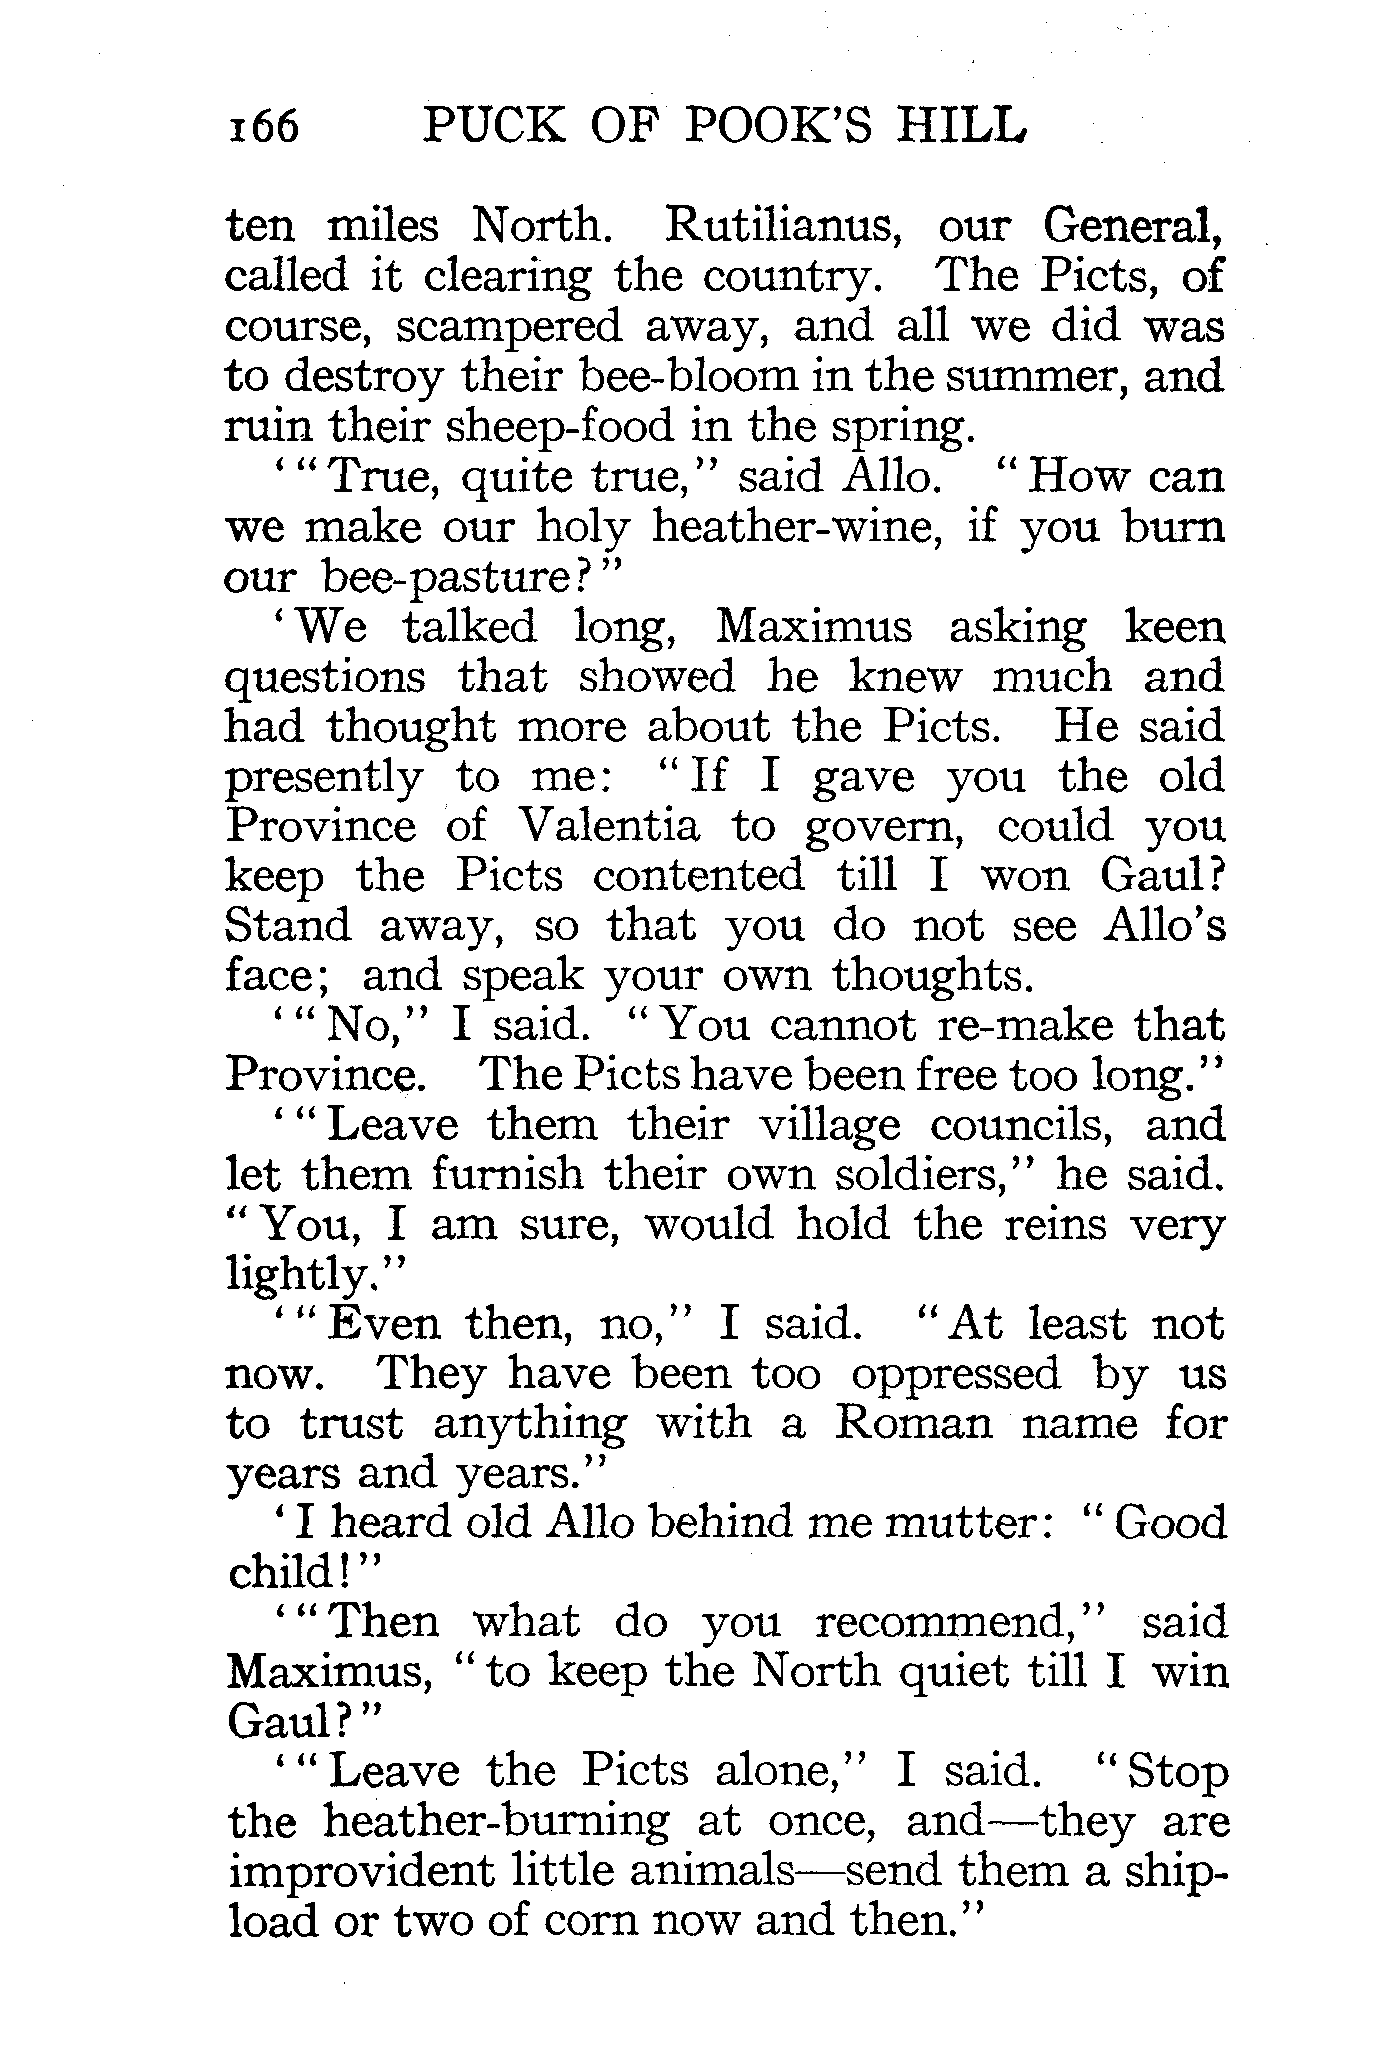 166 PUCK OF POOK'S HILL
ten miles North. Rutilianus, our General,
called it clearing the country. The Picts, of
course, scampered away, and all we did was
to destroy their bee-bloom in the summer, and
ruin their sheep-food in the spring.
‘“True, quite true,” said Allo. “How can
we make our holy heather-wine, if you burn
our bee-pasture?”
‘We talked long, Maximus asking keen
questions that showed he knew much and
had thought more about the Picts. He said
presently to me: “If I gave you the old
Province of Valentia to govern, could you
keep the Picts contented till I won Gaul?
Stand away, so that you do not see Allo's
face; and speak your own thoughts.
‘“No,” I said. “You cannot re-make that
Province. The Picts have been free too long.”
‘“Leave them their village councils, and
let them furnish their own soldiers,” he said.
“You, I am sure, would hold the reins very
lightly.”
‘“Even then, no,” I said. “At least not
now. They have been too oppressed by us
to trust anything with a Roman name for
years and years.”
‘I heard old Allo behind me mutter: “Good
child!”
‘“Then what do you recommend,” said
Maximus, “to keep the North quiet till I win
Gaul?”
‘“Leave the Picts alone,” I said. “Stop
the heather-burning at once, and—they are
improvident little animals—send them a ship-
load or two of corn now and then.”